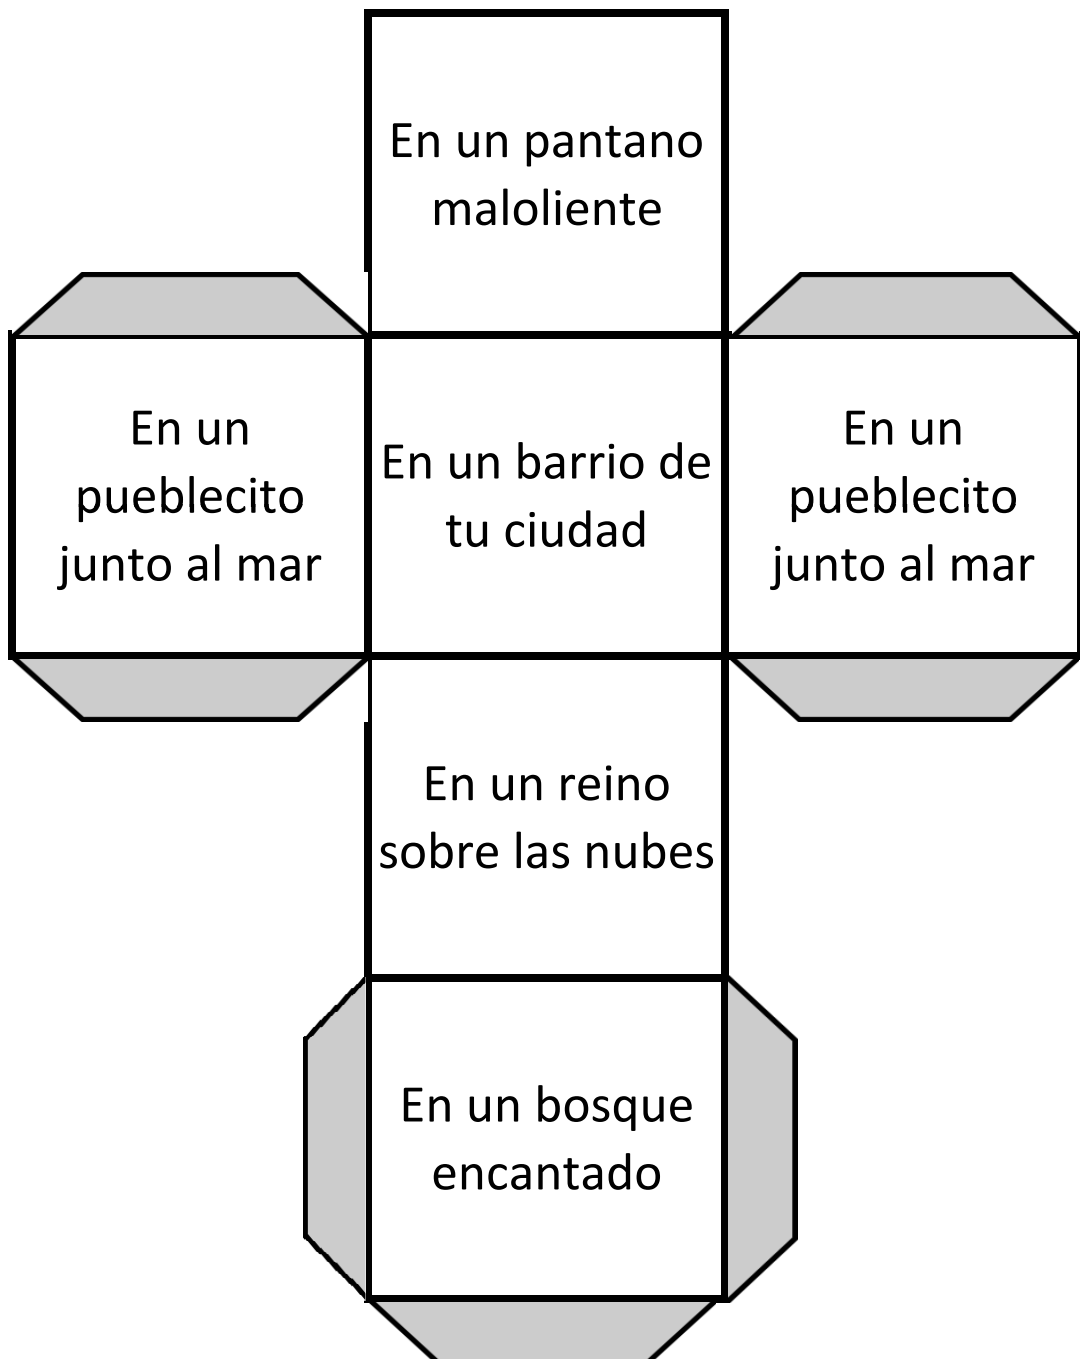 En un pantano
maloliente
En un
pueblecito
junto al mar
En un barrio de
tu ciudad
En un
pueblecito
junto al mar
En un reino
sobre las nubes
En un bosque
encantado